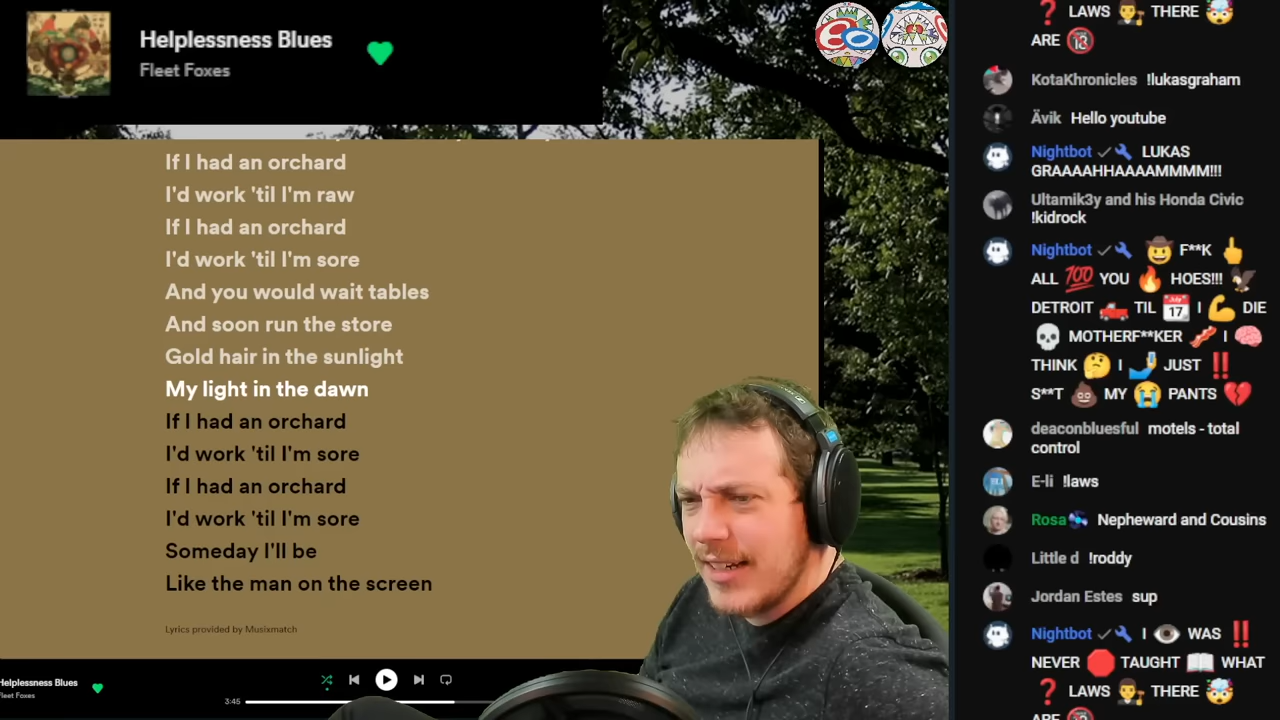 Helplessness Blues
Fleet Foxes
If I had an orchard
I'd work 'til I'm raw
If I had an orchard
I'd work 'til I'm sore
And you would wait tables
And soon run the store
Gold hair in the sunlight
My light in the dawn
If I had an orchard
I'd work 'til I'm sore
If I had an orchard
I'd work 'til I'm sore
Someday I'll be
Like the man on the screen
Lyrics provided by Musixmatch
Helplessness Blues
Fleet Foxes
3:45
❓ LAWS 👨‍⚖️ THERE 🤯
ARE 🔞
KotaKhronicles !lukasgraham
Ävik Hello youtube
Nightbot LUKAS
GRAAAAHHAAAAMMMM!!!
Ultamik3y and his Honda Civic
!kidrock
Nightbot 🤠 F**K 🖕
ALL 💯 YOU 🔥 HOES!!! 🦅
DETROIT 🛻 TIL 📆 I 💪 DIE
💀 MOTHERF**KER 🥓 I 🧠
THINK 🤔 I 🤳 JUST ‼️
S**T 💩 MY 😭 PANTS 💔
deaconbluesful motels - total
control
E-li !laws
Rosa Nepheward and Cousins
Little d !roddy
Jordan Estes sup
Nightbot I 👁️ WAS ‼️
NEVER 🛑 TAUGHT 📖 WHAT
❓ LAWS 👨‍⚖️ THERE 🤯
ARE 🔞